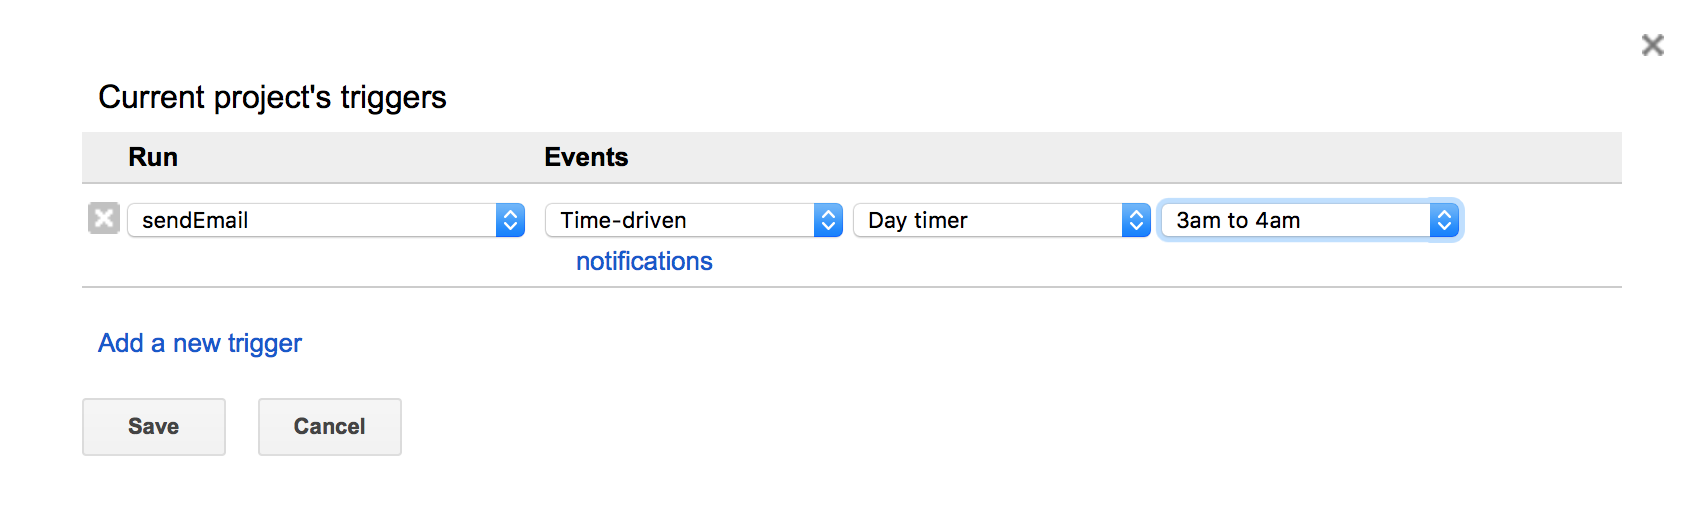 Current project's triggers
Run Events
sendEmail Time-driven Day timer 3am to 4am
notifications
Add a new trigger
Save Cancel